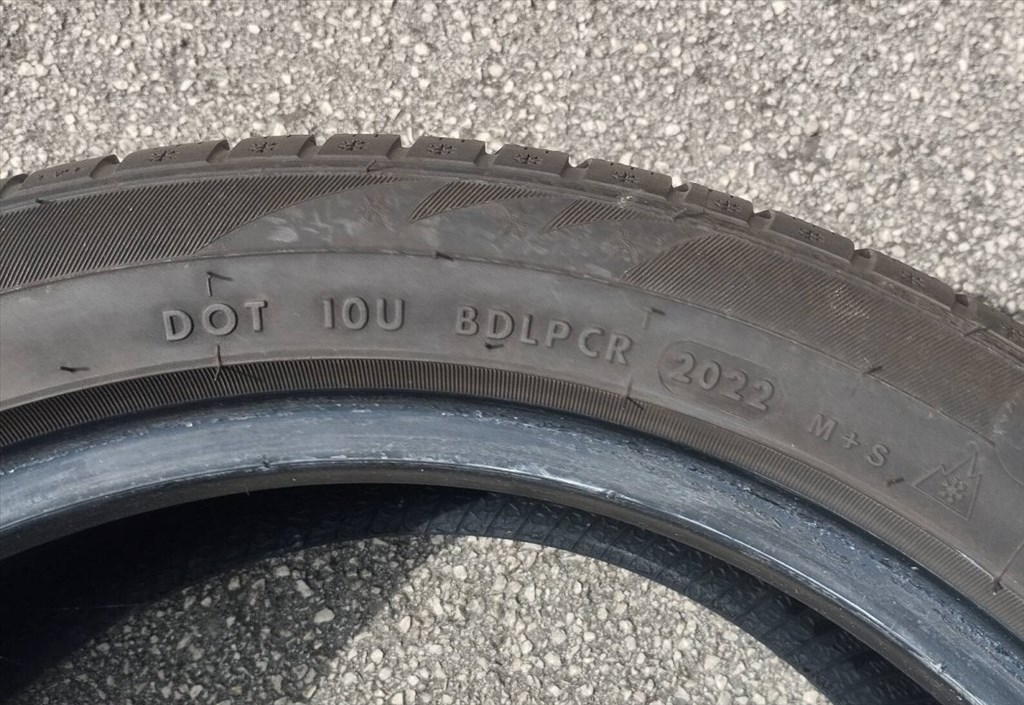 DOT 10U BDLPCR 2022 M+S